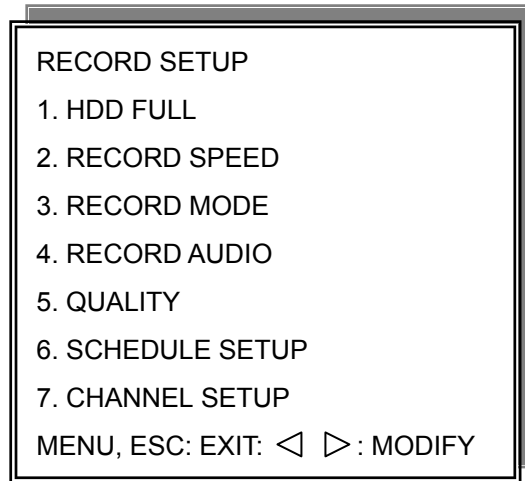 RECORD SETUP
1. HDD FULL
2. RECORD SPEED
3. RECORD MODE
4. RECORD AUDIO
5. QUALITY
6. SCHEDULE SETUP
7. CHANNEL SETUP
MENU, ESC: EXIT: ◁ ▷ : MODIFY